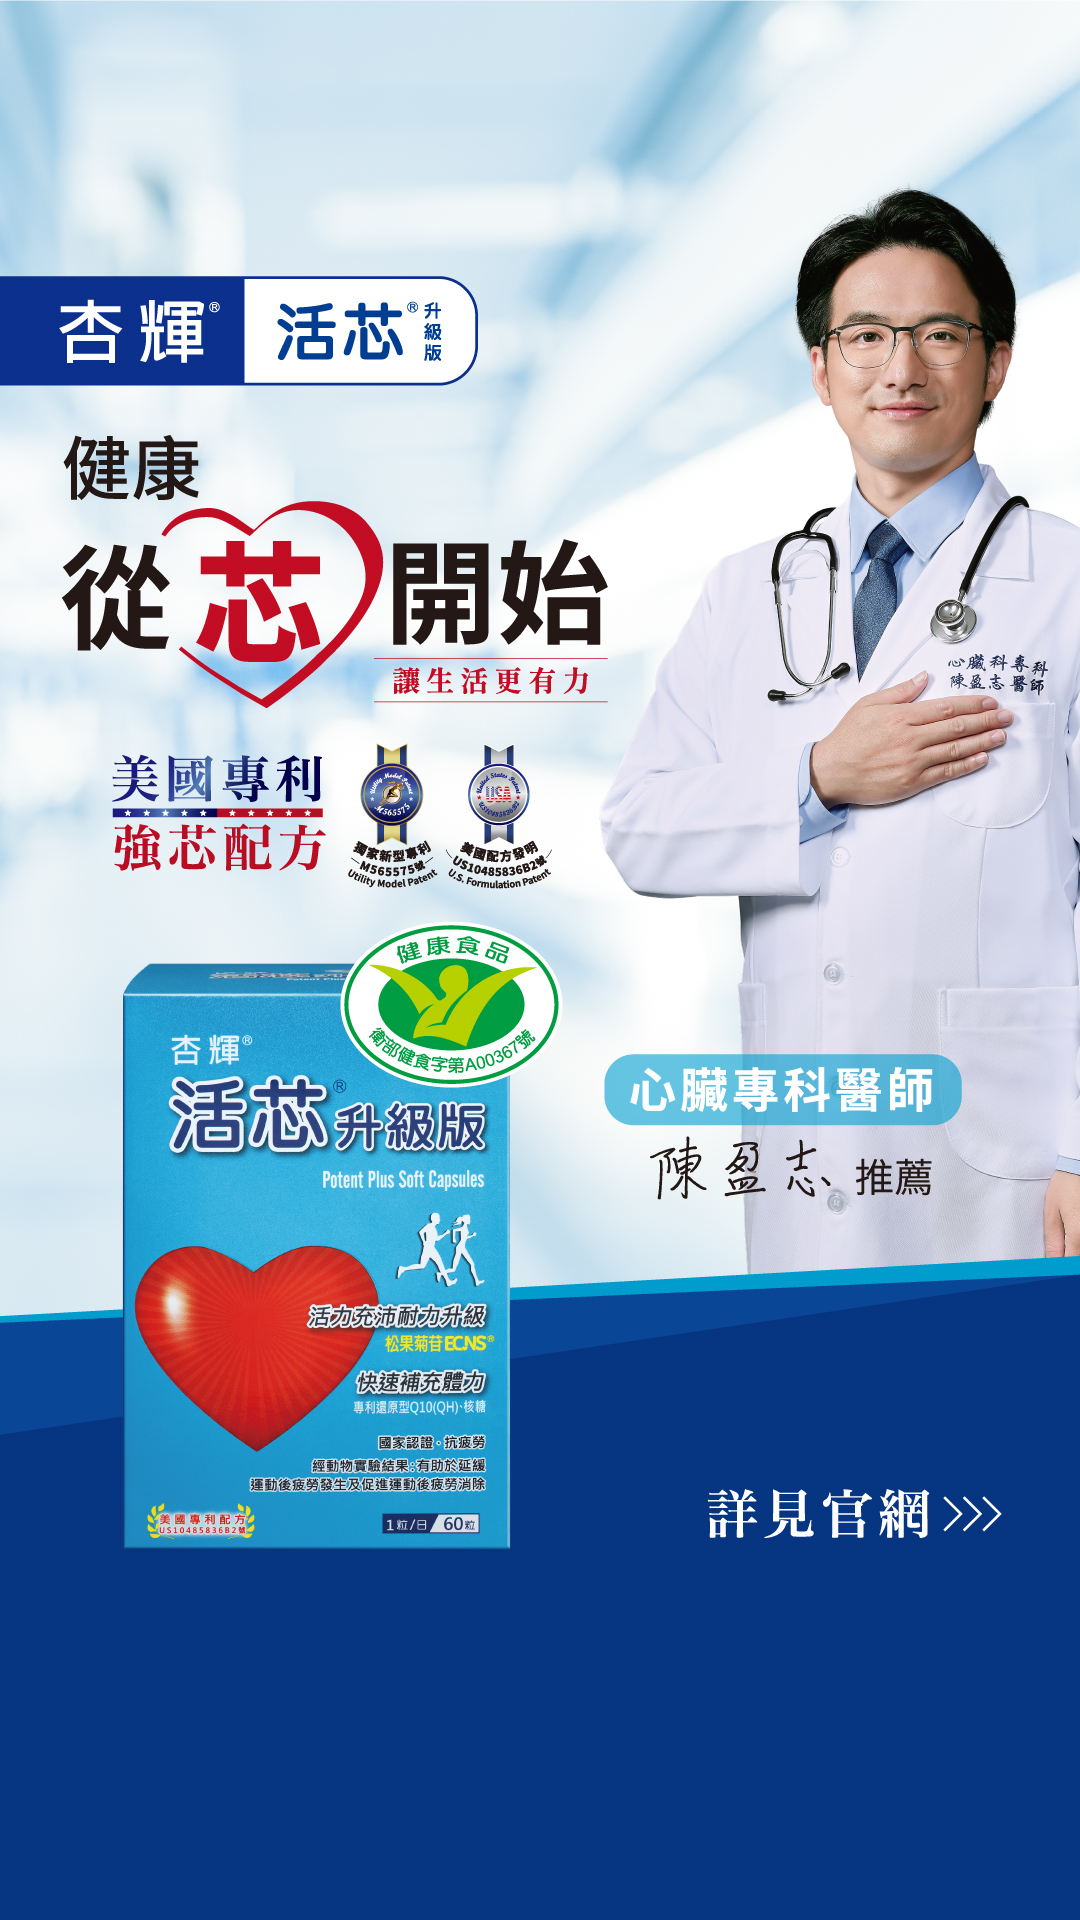 杏輝® 活芯® 升級版
健康
從芯開始
讓生活更有力
美國專利
強芯配方
Utility Model Patent
M565575
獨家新型專利
M565575號
Utility Model Patent
United States Patent
USA
US10485836B2
美國配方發明
US10485836B2號
U.S. Formulation Patent
健康食品
衛部健食字第A00367號
杏輝®
活芯®升級版
Potent Plus Soft Capsules
活力充沛耐力升級
松果菊苷ECNS®
快速補充體力
專利還原型Q10(QH)、核糖
國家認證・抗疲勞
經動物實驗結果:有助於延緩
運動後疲勞發生及促進運動後疲勞消除
美國專利配方
US10485836B2號
1粒/日 60粒
心臟科專科
陳盈志醫師
心臟專科醫師
陳盈志 推薦
詳見官網